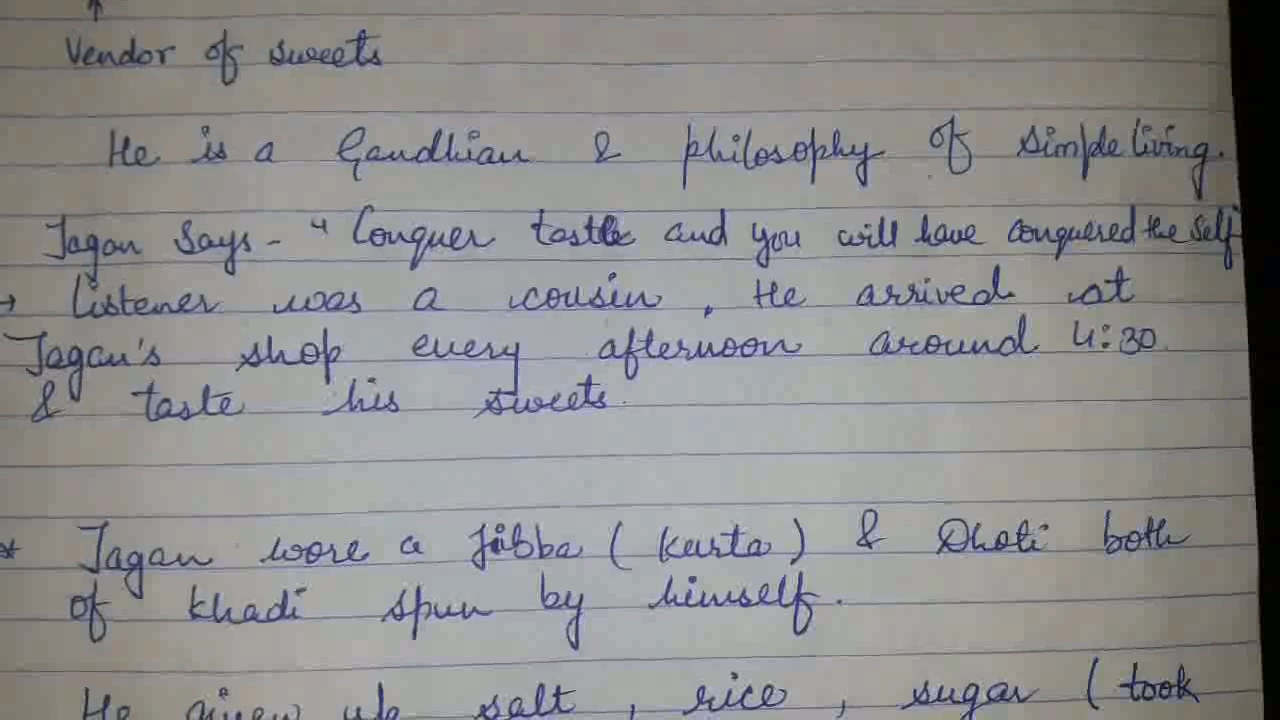 Vendor of sweets
He is a Gandhian & philosophy of simple living.
Jagan Says - " Conquer taste and you will have conquered the self
→ Listener was a cousin, He arrived at
Jagan's shop every afternoon around 4:30
& taste his sweets.
* Jagan wore a Jibba (Kurta) & Dhoti both
of khadi spun by himself.
He given up salt, rice, sugar (took